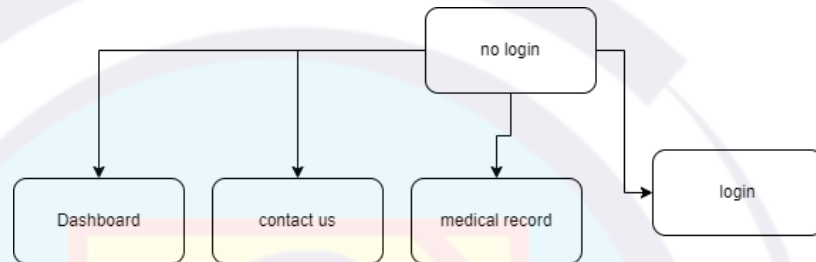 no login
Dashboard
contact us
medical record
login